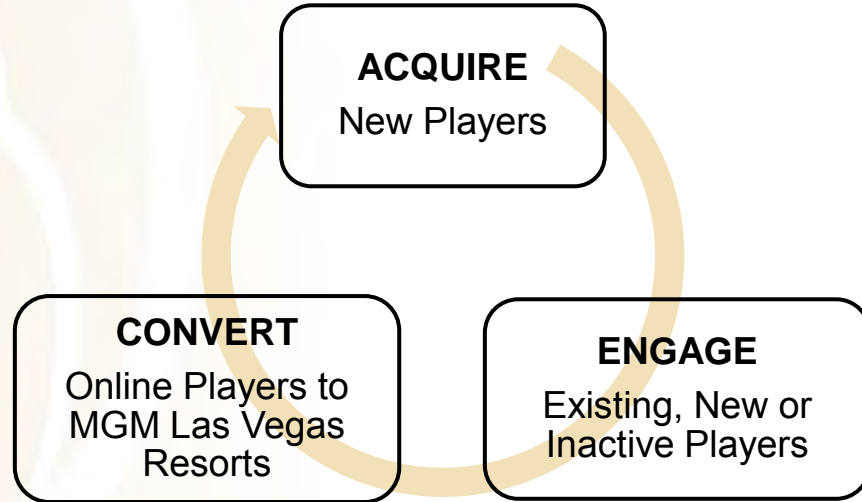 ACQUIRE
New Players
CONVERT
Online Players to
MGM Las Vegas
Resorts
ENGAGE
Existing, New or
Inactive Players